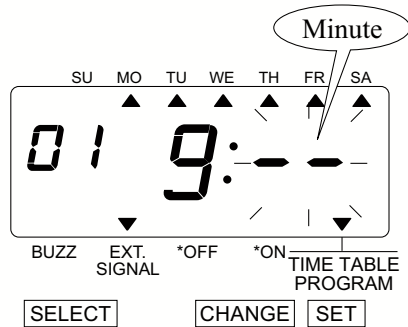 Minute
SU MO TU WE TH FR SA
01 9:--
BUZZ EXT. SIGNAL *OFF *ON TIME TABLE PROGRAM
SELECT CHANGE SET